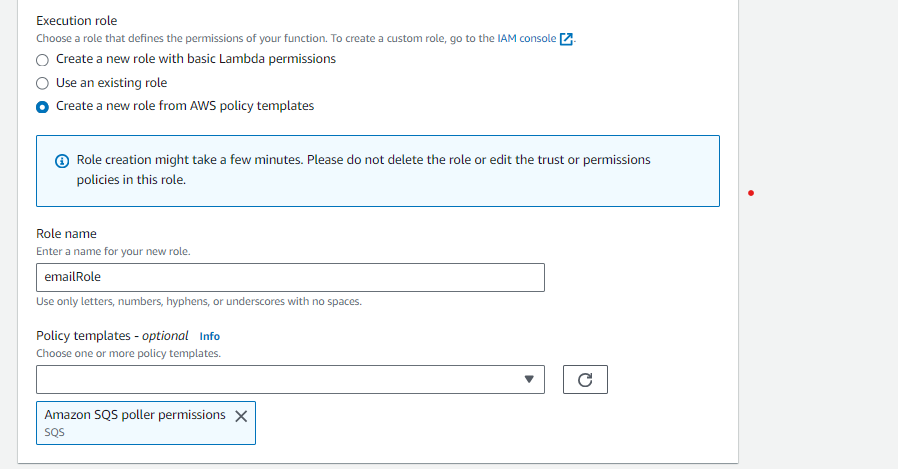 Execution role
Choose a role that defines the permissions of your function. To create a custom role, go to the IAM console.
Create a new role with basic Lambda permissions
Use an existing role
Create a new role from AWS policy templates
Role creation might take a few minutes. Please do not delete the role or edit the trust or permissions
policies in this role.
Role name
Enter a name for your new role.
emailRole
Use only letters, numbers, hyphens, or underscores with no spaces.
Policy templates - optional Info
Choose one or more policy templates.
Amazon SQS poller permissions
SQS